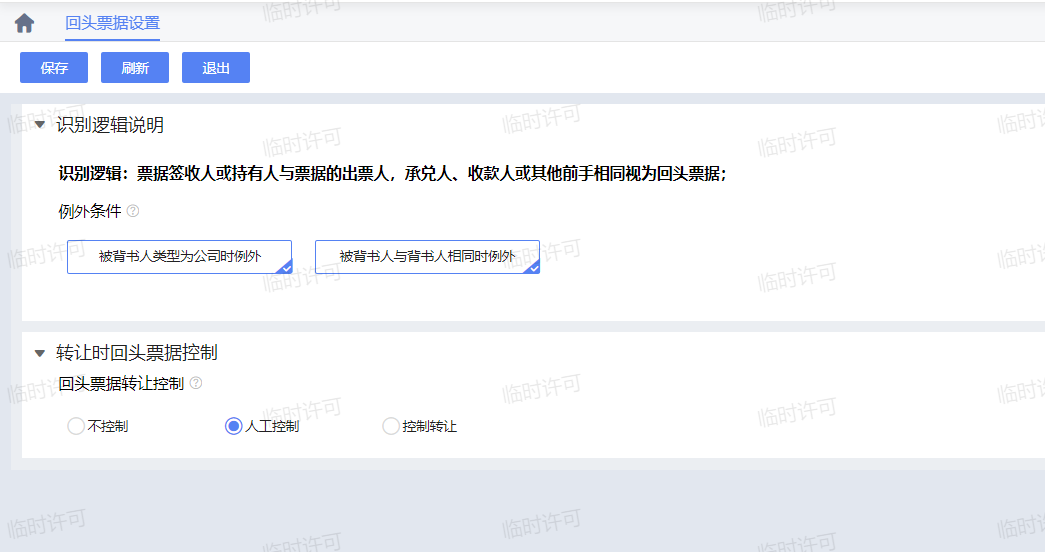 回头票据设置
保存 刷新 退出
识别逻辑说明
识别逻辑：票据签收人或持有人与票据的出票人，承兑人、收款人或其他前手相同视为回头票据；
例外条件
被背书人类型为公司时例外 被背书人与背书人相同时例外
转让时回头票据控制
回头票据转让控制
不控制 人工控制 控制转让
临时许可